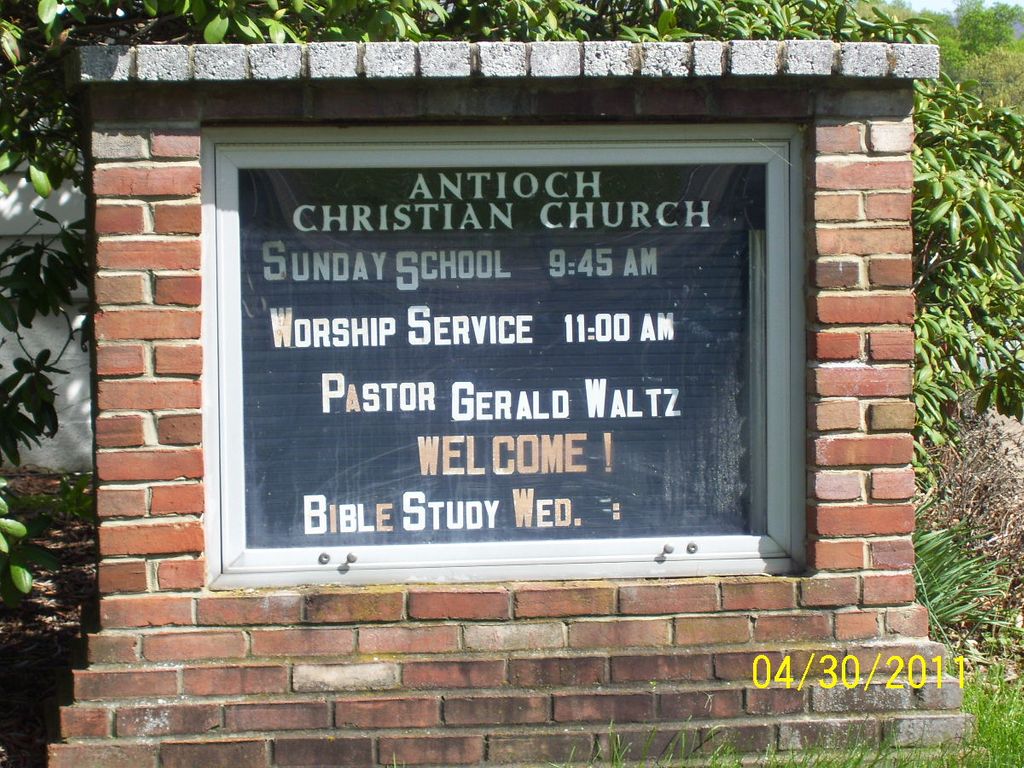 ANTIOCH
CHRISTIAN CHURCH
SUNDAY SCHOOL 9:45 AM
WORSHIP SERVICE 11:00 AM
PASTOR GERALD WALTZ
WELCOME !
BIBLE STUDY WED. :
04/30/2011